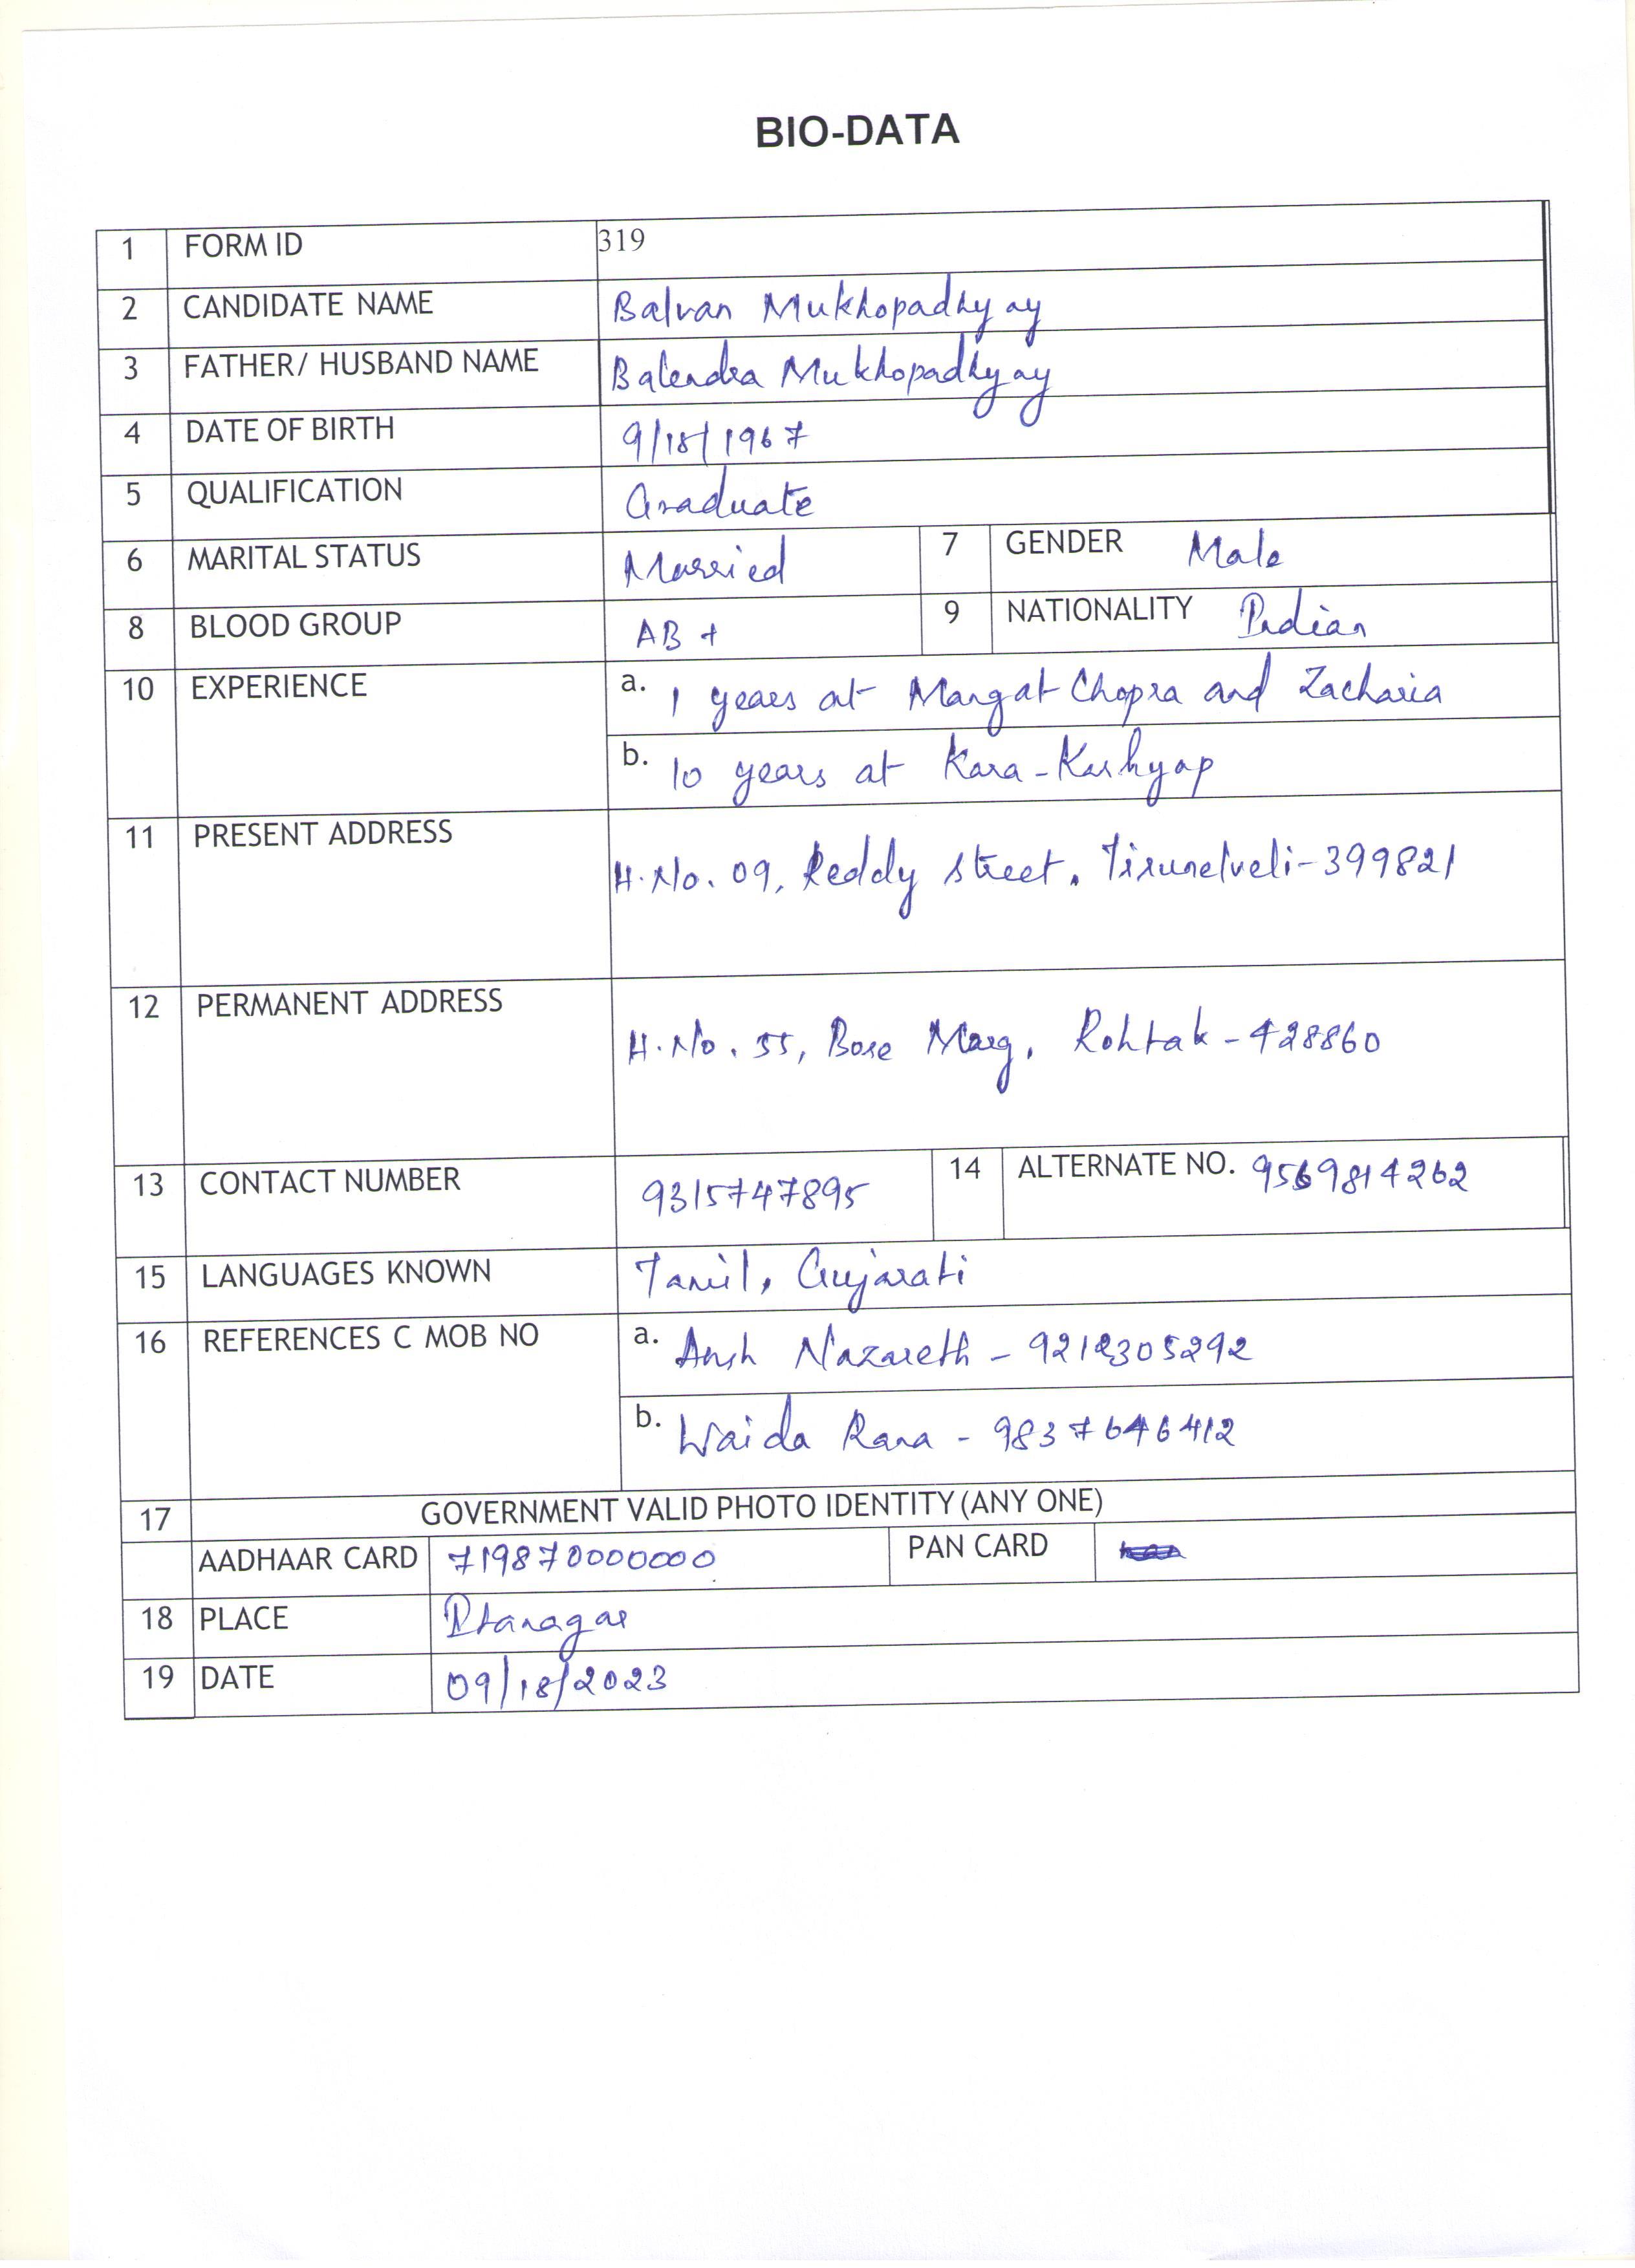 BIO-DATA
1 FORM ID 319
2 CANDIDATE NAME Balvan Mukhopadhyay
3 FATHER/ HUSBAND NAME Balendra Mukhopadhyay
4 DATE OF BIRTH 9/18/1967
5 QUALIFICATION Graduate
6 MARITAL STATUS Married 7 GENDER Male
8 BLOOD GROUP AB + 9 NATIONALITY Indian
10 EXPERIENCE a. 1 years at Mangat Chopra and Zacharia
b. 10 years at Kara-Kashyap
11 PRESENT ADDRESS
H.No. 09, Reddy Street, Tirunelveli-399821
12 PERMANENT ADDRESS
H.No. 55, Bose Marg, Rohtak-428860
13 CONTACT NUMBER 9315747895 14 ALTERNATE NO. 9569814262
15 LANGUAGES KNOWN Tamil, Gujarati
16 REFERENCES C MOB NO a. Ansh Nazareth - 9212305292
b. Waida Rana - 9837646412
17 GOVERNMENT VALID PHOTO IDENTITY (ANY ONE)
AADHAAR CARD 719870000000 PAN CARD
18 PLACE Itanagar
19 DATE 09/18/2023